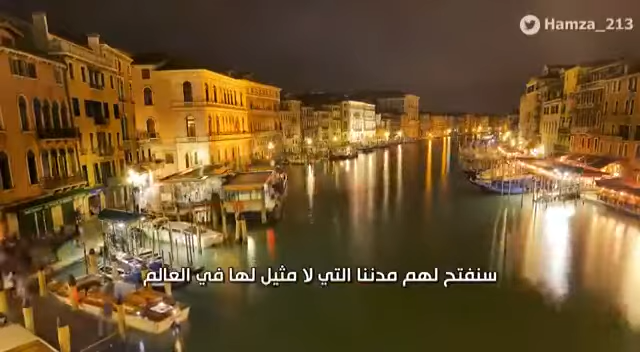 Hamza_213
سنفتح لهم مدننا التي لا مثيل لها في العالم